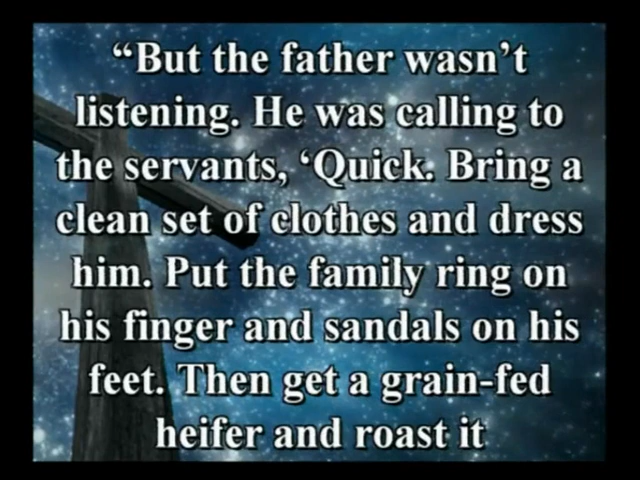 “But the father wasn’t
listening. He was calling to
the servants, ‘Quick. Bring a
clean set of clothes and dress
him. Put the family ring on
his finger and sandals on his
feet. Then get a grain-fed
heifer and roast it